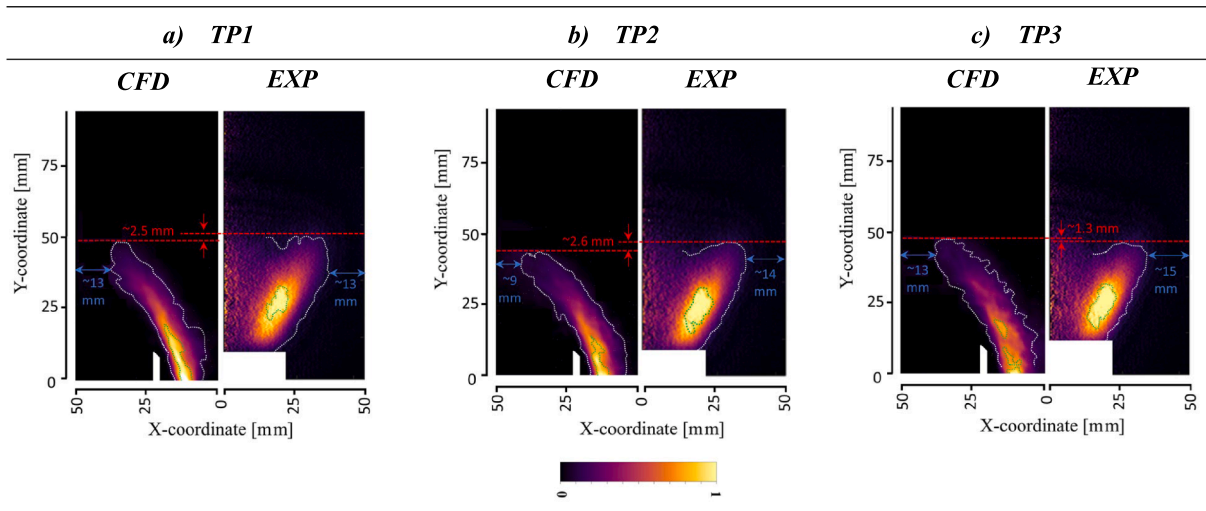 a) TP1
b) TP2
c) TP3
CFD
EXP
CFD
EXP
CFD
EXP
Y-coordinate [mm]
75
50
25
0
~2.5 mm
~13
mm
~13
mm
50
25
0
25
50
X-coordinate [mm]
Y-coordinate [mm]
75
50
25
0
~2.6 mm
~9
mm
~14
mm
50
25
0
25
50
X-coordinate [mm]
Y-coordinate [mm]
75
50
25
0
~1.3 mm
~13
mm
~15
mm
50
25
0
25
50
X-coordinate [mm]
0
1